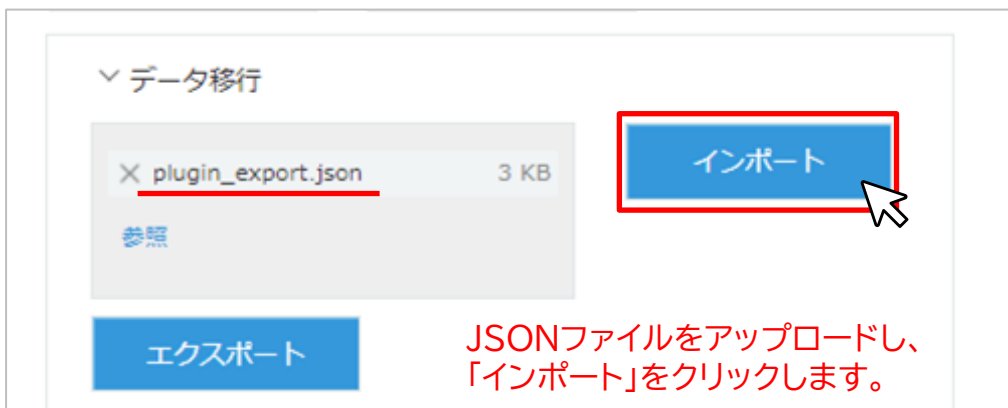 データ移行
plugin_export.json 3 KB
インポート
参照
エクスポート
JSONファイルをアップロードし、
「インポート」をクリックします。